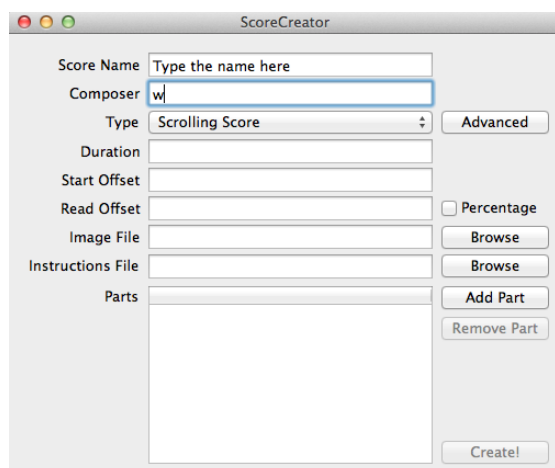 ScoreCreator
Score Name Type the name here
Composer w
Type Scrolling Score Advanced
Duration
Start Offset
Read Offset Percentage
Image File Browse
Instructions File Browse
Parts Add Part
Remove Part
Create!